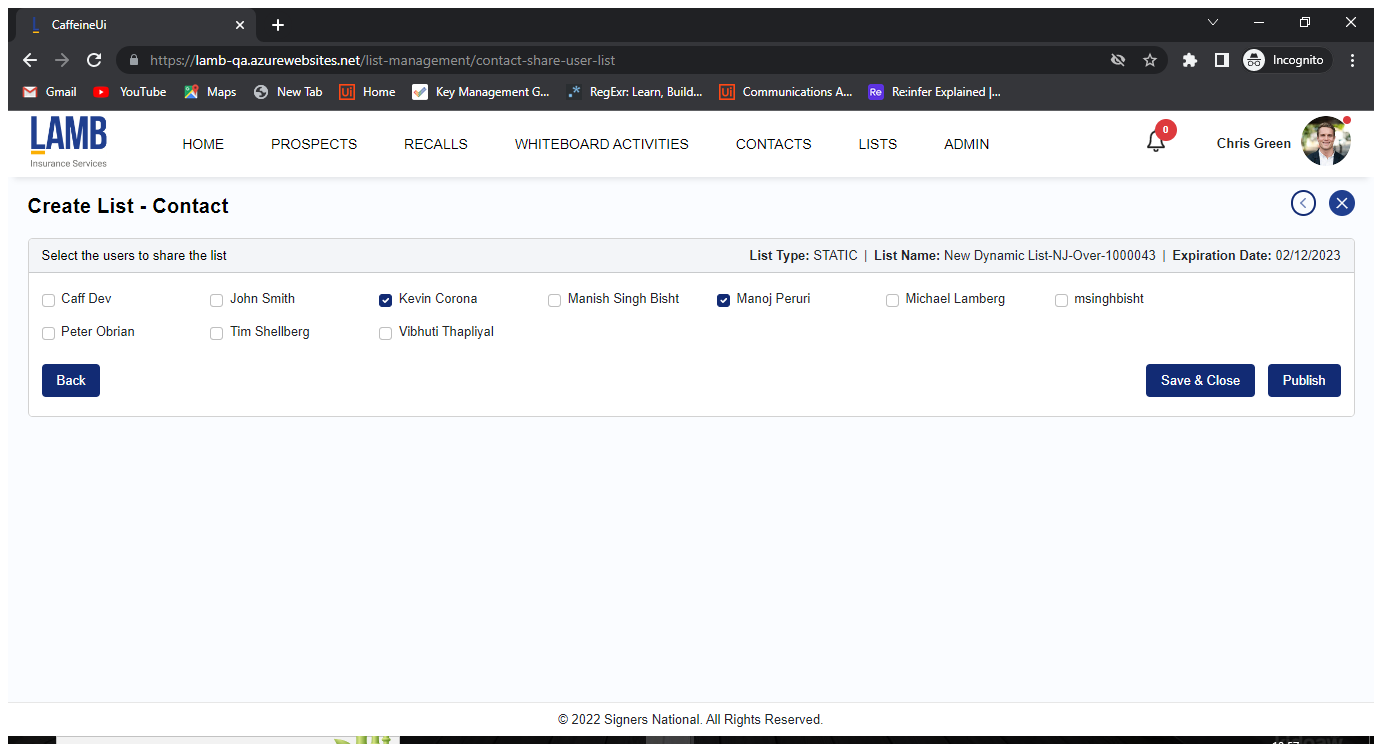 CaffeineUi
https://lamb-qa.azurewebsites.net/list-management/contact-share-user-list
Incognito
Gmail YouTube Maps New Tab Home Key Management G... RegExr: Learn, Build... Communications A... Re:infer Explained |...
LAMB
Insurance Services
HOME PROSPECTS RECALLS WHITEBOARD ACTIVITIES CONTACTS LISTS ADMIN
0
Chris Green
Create List - Contact
Select the users to share the list
List Type: STATIC | List Name: New Dynamic List-NJ-Over-1000043 | Expiration Date: 02/12/2023
Caff Dev John Smith Kevin Corona Manish Singh Bisht Manoj Peruri Michael Lamberg msinghbisht
Peter Obrian Tim Shellberg Vibhuti Thapliyal
Back Save & Close Publish
© 2022 Signers National. All Rights Reserved.